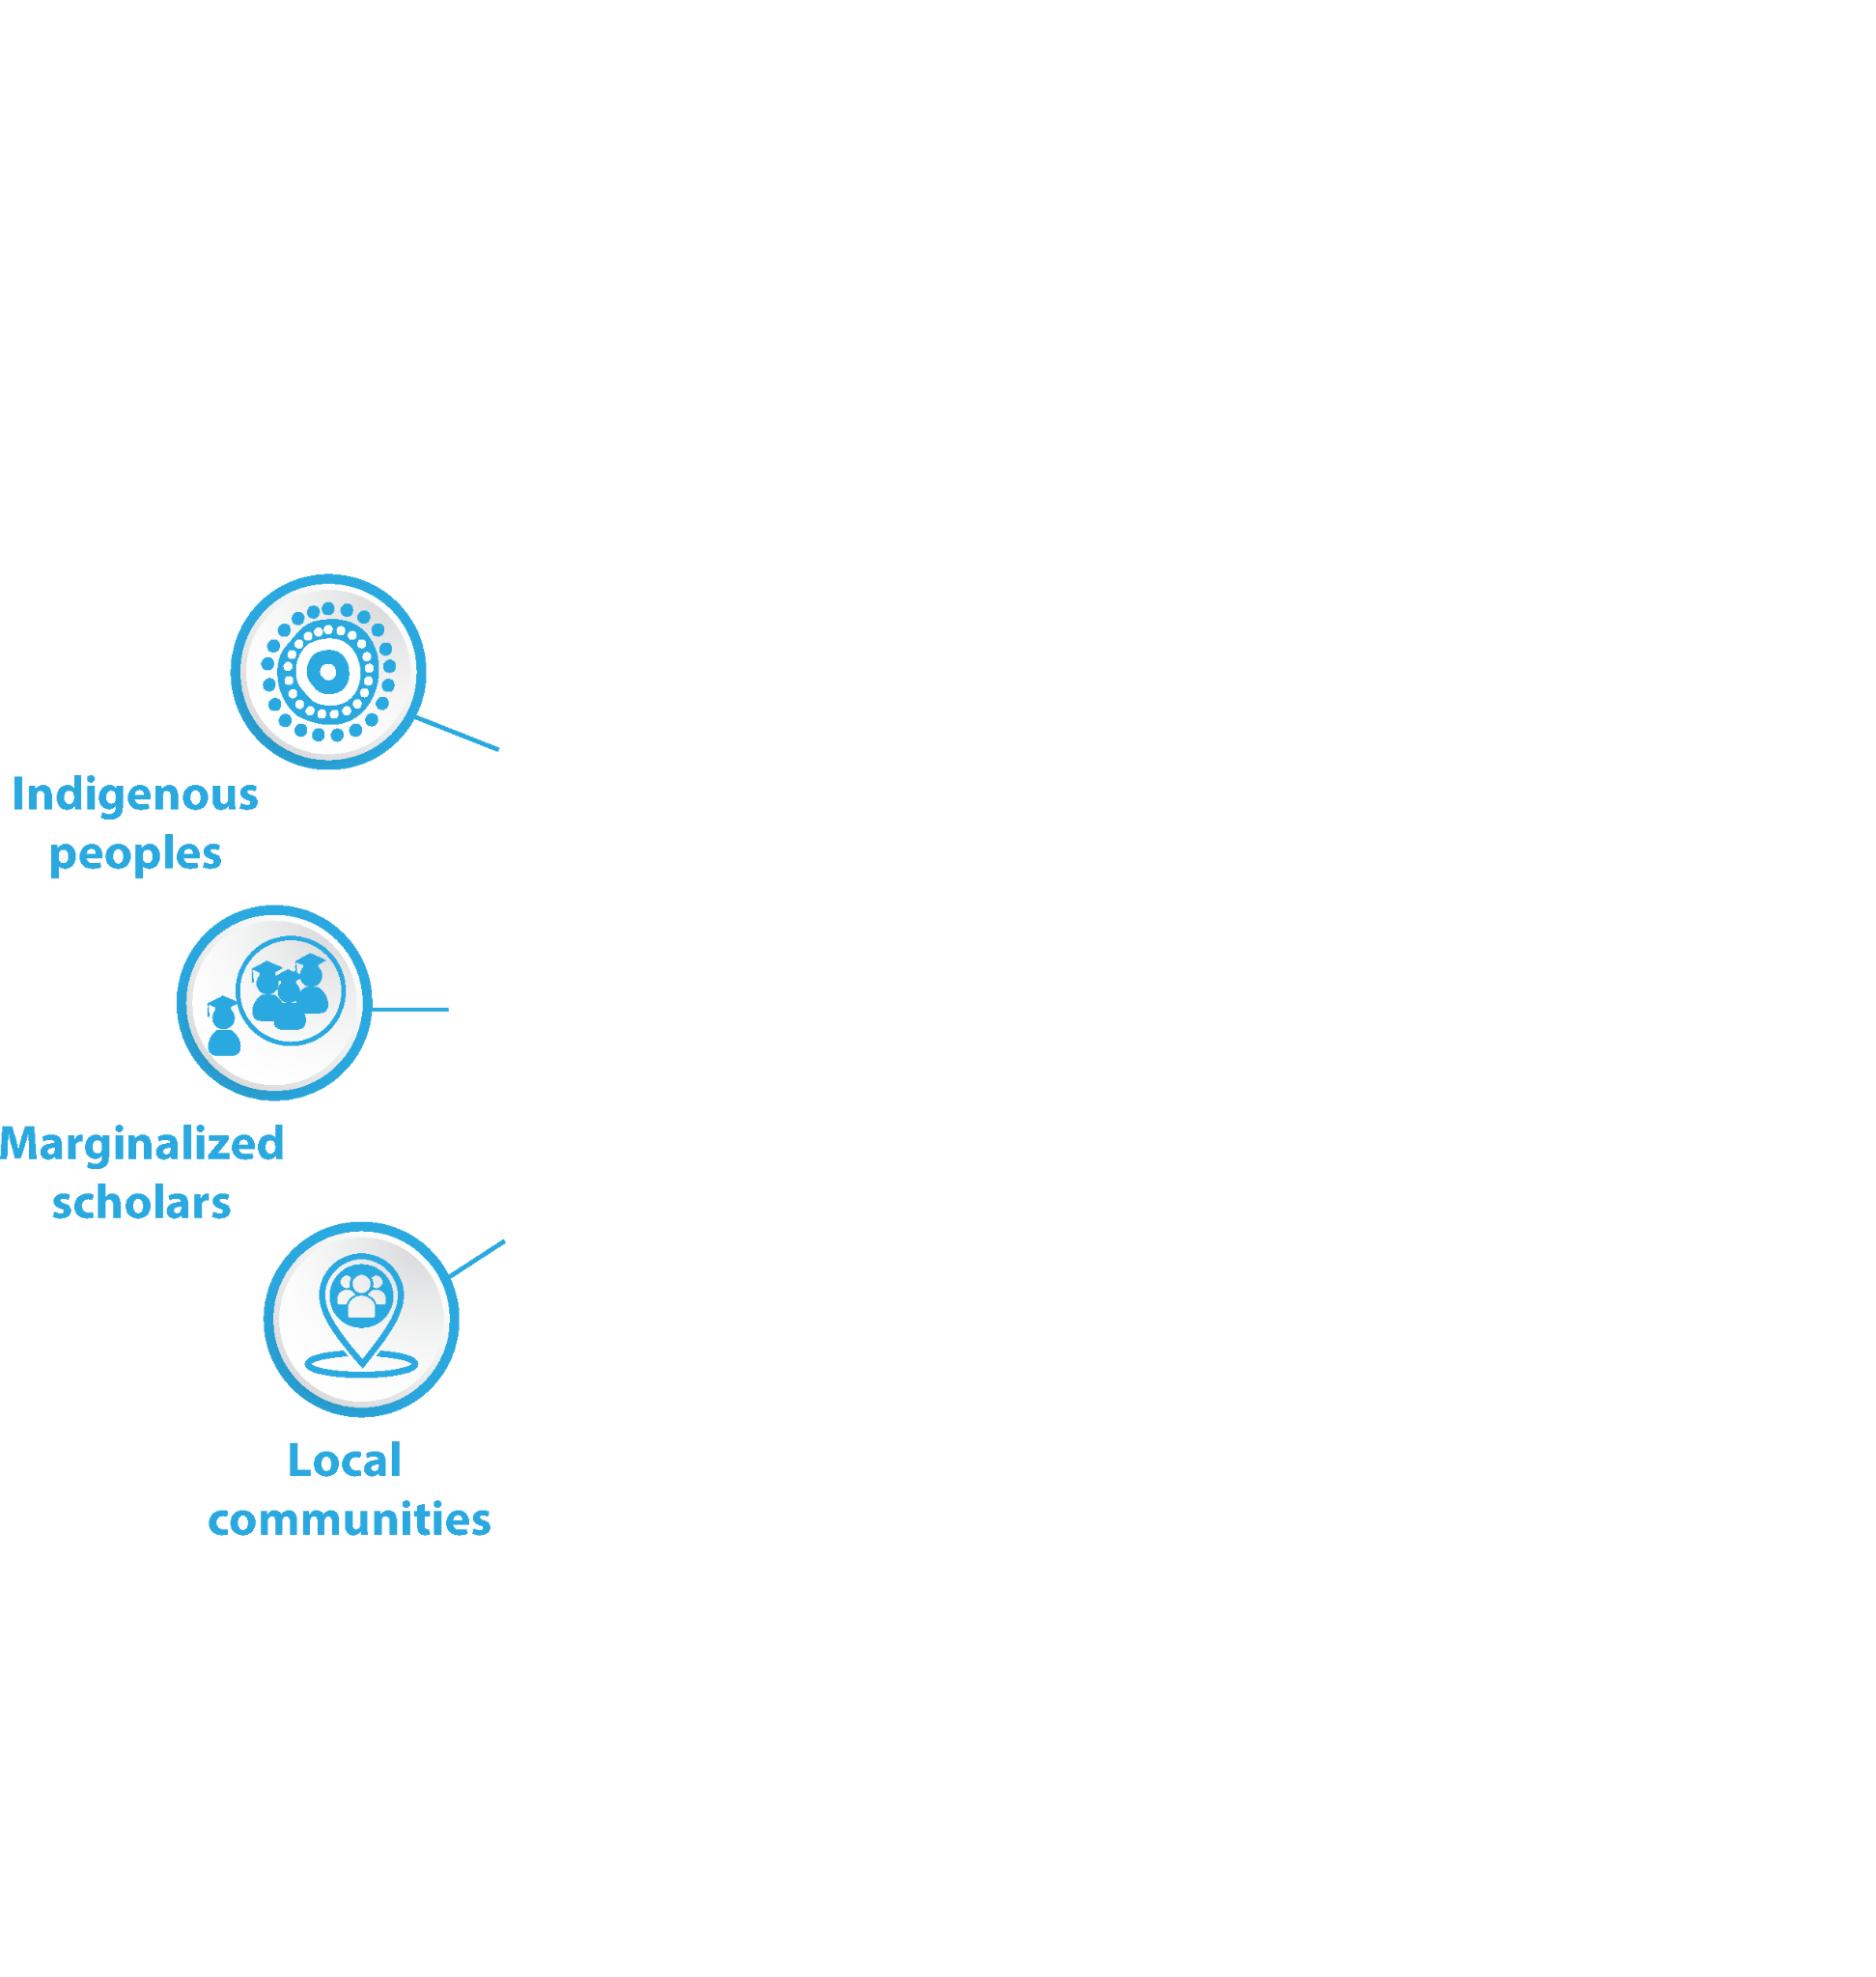 Indigenous
peoples
Marginalized
scholars
Local
communities